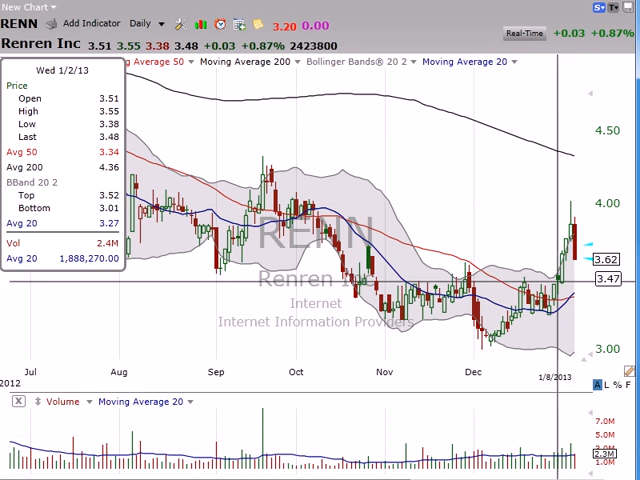 New Chart
RENN Add Indicator Daily 3.20 0.00
Renren Inc 3.51 3.55 3.38 3.48 +0.03 +0.87% 2423800
Real-Time +0.03 +0.87%
ng Average 50 Moving Average 200 Bollinger Bands® 20 2 Moving Average 20
Wed 1/2/13
Price
Open 3.51
High 3.55
Low 3.38
Last 3.48
Avg 50 3.34
Avg 200 4.36
BBand 20 2
Top 3.52
Bottom 3.01
Avg 20 3.27
Vol 2.4M
Avg 20 1,888,270.00
4.50
4.00
3.62
3.47
3.00
RENN
Renren Inc
Internet
Internet Information Providers
Jul Aug Sep Oct Nov Dec
2012 1/8/2013
A L % F
X Volume Moving Average 20
7.0M
5.0M
2.3M
1.0M